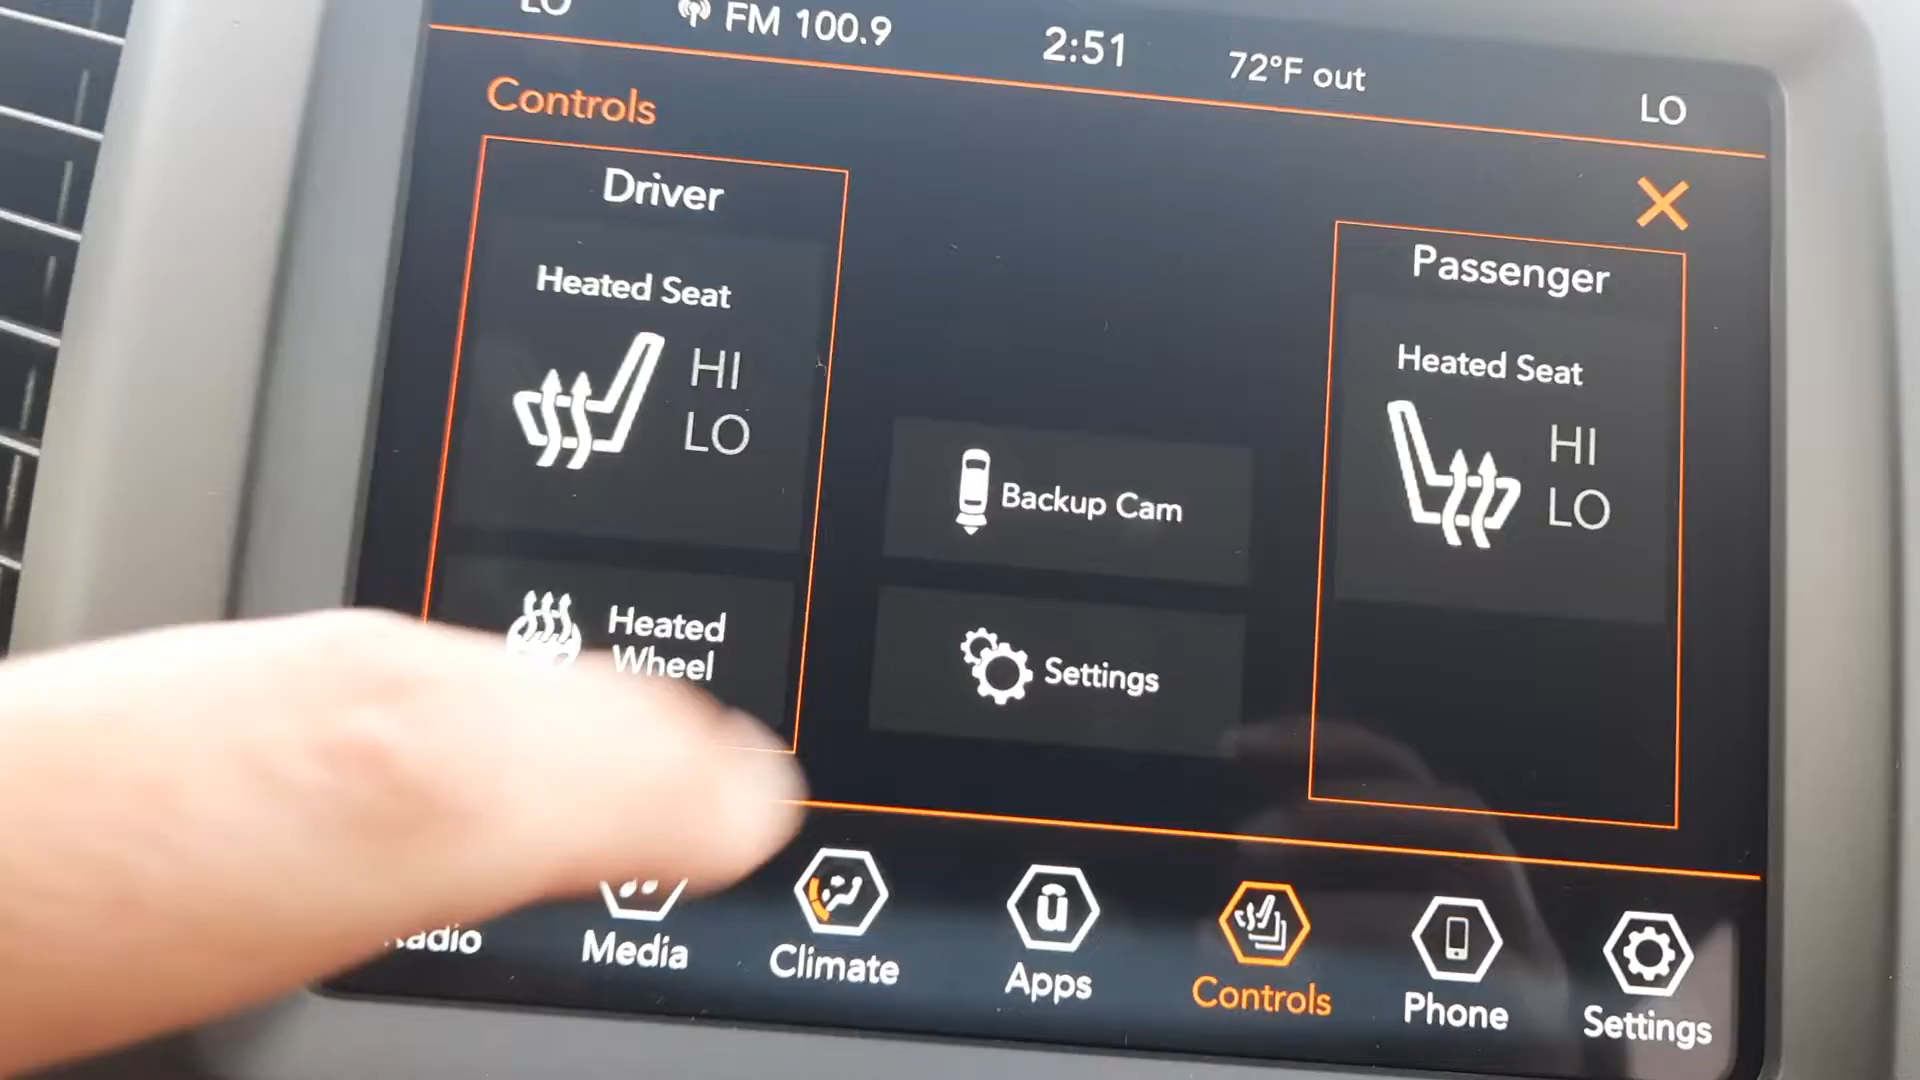 LO FM 100.9 2:51 72°F out LO
Controls
Driver
Heated Seat
HI
LO
Heated
Wheel
Backup Cam
Settings
Passenger
Heated Seat
HI
LO
Radio Media Climate Apps Controls Phone Settings